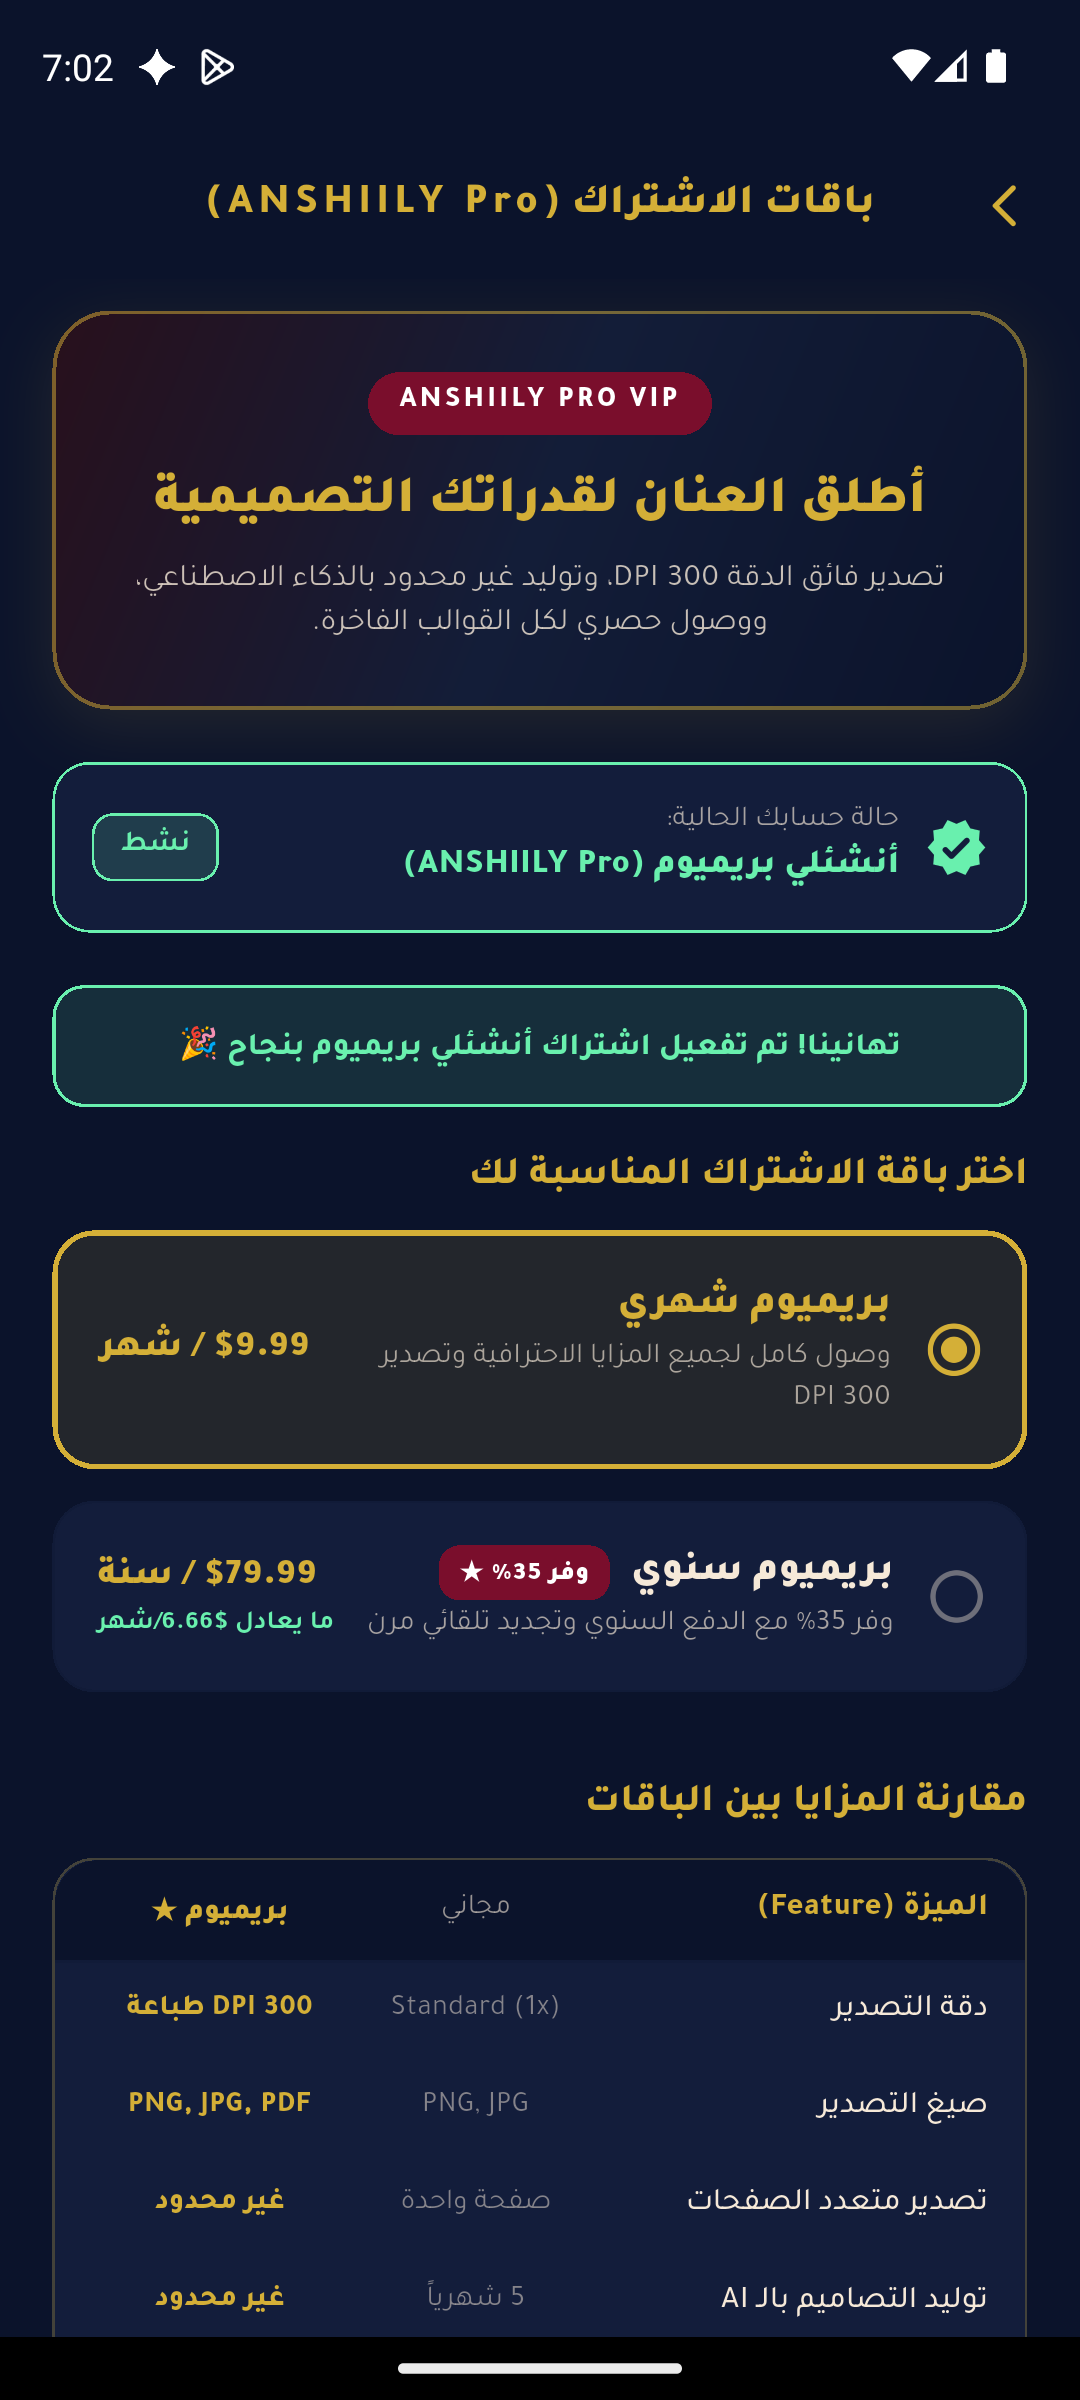 7:02
باقات الاشتراك (ANSHIILY Pro)
ANSHIILY PRO VIP
أطلق العنان لقدراتك التصميمية
تصدير فائق الدقة 300 DPI، وتوليد غير محدود بالذكاء الاصطناعي،
ووصول حصري لكل القوالب الفاخرة.
حالة حسابك الحالية:
أنشئلي بريميوم (ANSHIILY Pro)
نشط
تهانينا! تم تفعيل اشتراك أنشئلي بريميوم بنجاح 🎉
اختر باقة الاشتراك المناسبة لك
بريميوم شهري
وصول كامل لجميع المزايا الاحترافية وتصدير
300 DPI
$9.99 / شهر
بريميوم سنوي
وفر 35% ★
$79.99 / سنة
وفر 35% مع الدفع السنوي وتجديد تلقائي مرن
ما يعادل $6.66/شهر
مقارنة المزايا بين الباقات
الميزة (Feature) مجاني بريميوم ★
دقة التصدير Standard (1x) 300 DPI طباعة
صيغ التصدير PNG, JPG PNG, JPG, PDF
تصدير متعدد الصفحات صفحة واحدة غير محدود
توليد التصاميم بالـ AI 5 شهرياً غير محدود